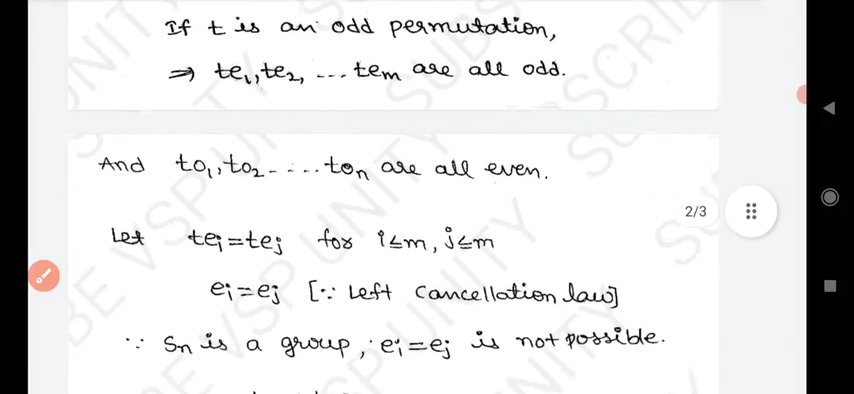 If t is an odd permutation,
⇒ te₁, te₂, ... tem are all odd.
And to₁, to₂ - .... ton are all even.
2/3
Let tei = tej for i≤m, j≤m
ei = ej [∵ Left Cancellation law]
∵ Sn is a group, ei = ej is not possible.